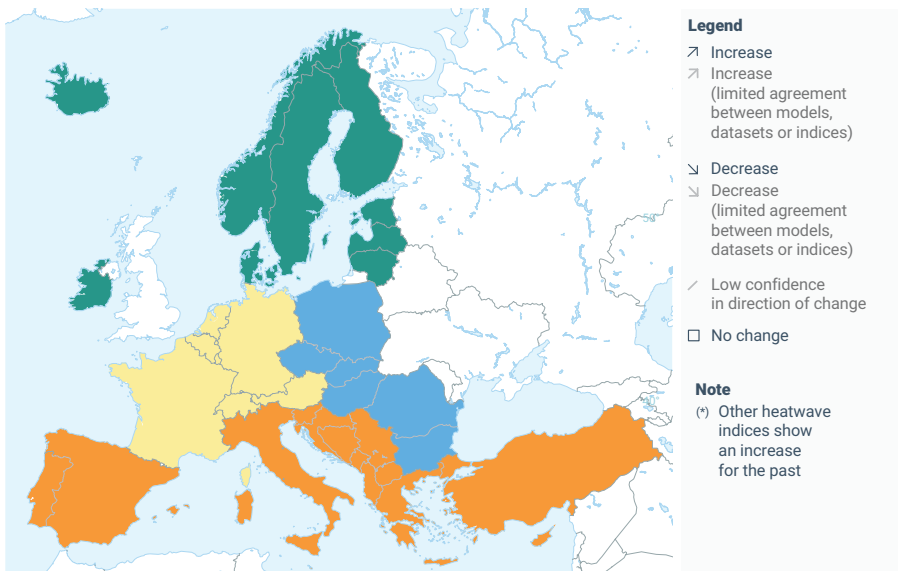 Legend
Increase
Increase
(limited agreement
between models,
datasets or indices)
Decrease
Decrease
(limited agreement
between models,
datasets or indices)
Low confidence
in direction of change
No change
Note
(*) Other heatwave
indices show
an increase
for the past